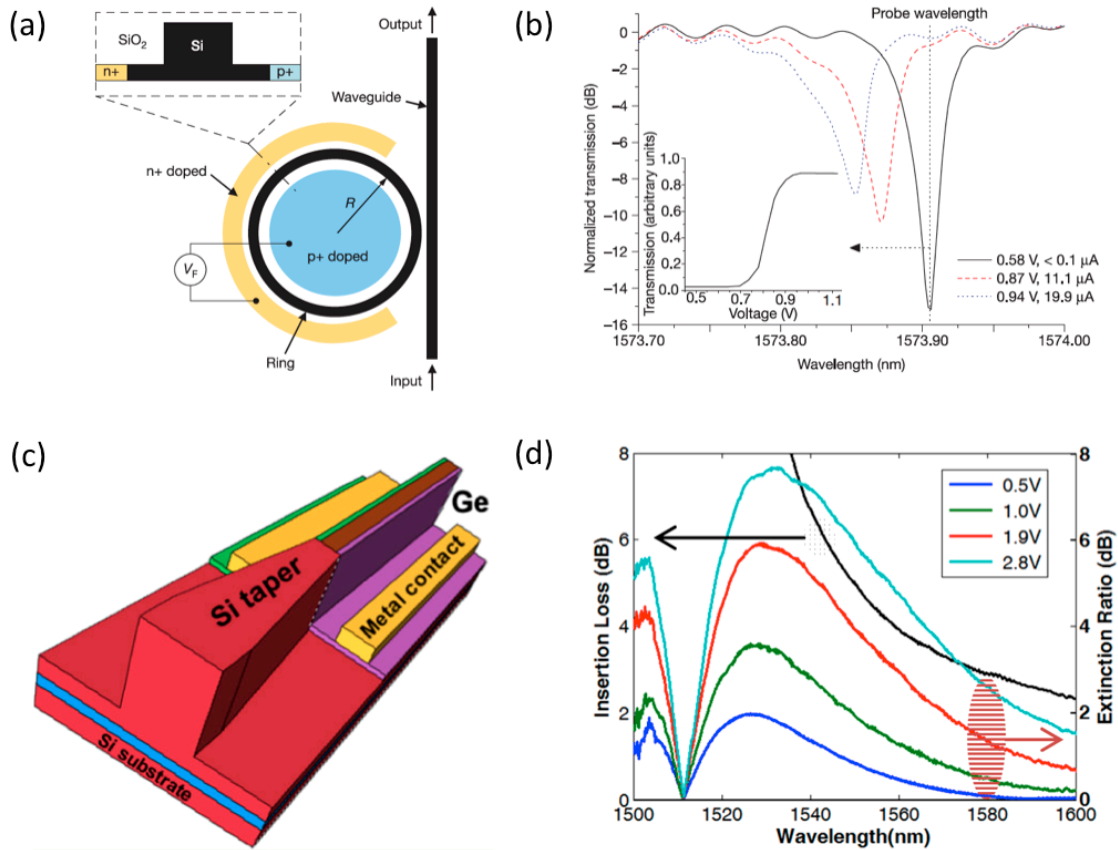 (a)
SiO2
Si
n+
p+
Output
Waveguide
n+ doped
R
p+ doped
VF
Ring
Input
(b)
Probe wavelength
Normalized transmission (dB)
0
–2
–4
–6
–8
–10
–12
–14
–16
1573.70
1573.80
1573.90
1574.00
Wavelength (nm)
Transmission (arbitrary units)
1.0
0.8
0.6
0.4
0.2
0.0
0.5
0.7
0.9
1.1
Voltage (V)
0.58 V, < 0.1 μA
0.87 V, 11.1 μA
0.94 V, 19.9 μA
(c)
Ge
Si taper
Metal contact
Si substrate
(d)
Insertion Loss (dB)
8
6
4
2
0
0.5V
1.0V
1.9V
2.8V
8
6
4
2
0
Extinction Ratio (dB)
1500
1520
1540
1560
1580
1600
Wavelength(nm)